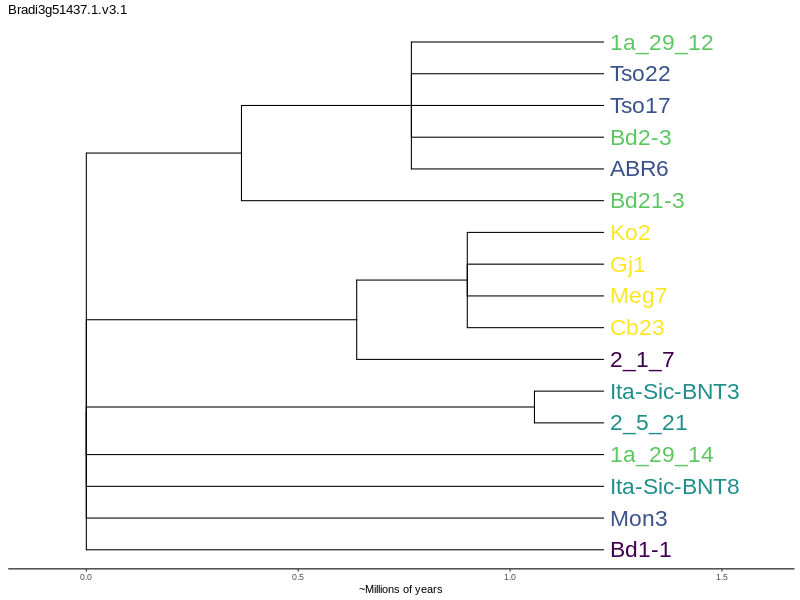 Bradi3g51437.1.v3.1
1a_29_12
Tso22
Tso17
Bd2-3
ABR6
Bd21-3
Ko2
Gj1
Meg7
Cb23
2_1_7
Ita-Sic-BNT3
2_5_21
1a_29_14
Ita-Sic-BNT8
Mon3
Bd1-1
0.0 0.5 1.0 1.5
~Millions of years